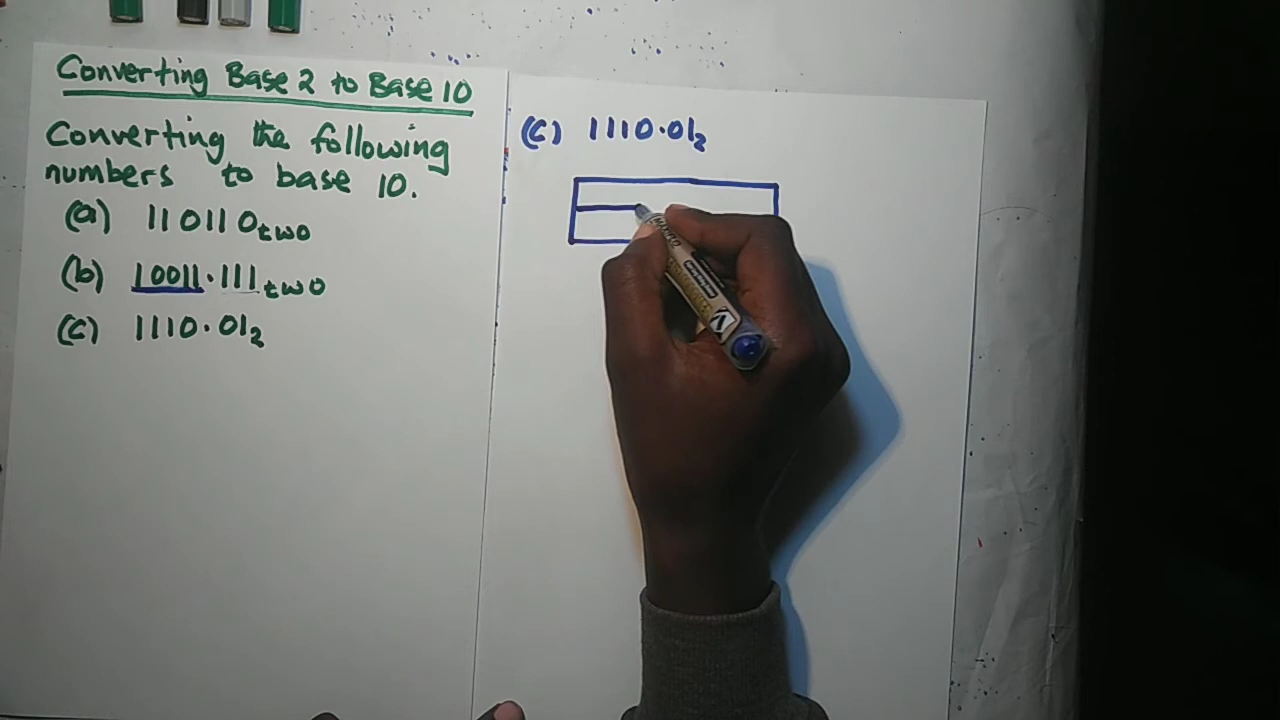 Converting Base 2 to Base 10
Converting the following
numbers to base 10.
(a) 110110two
(b) 10011.111two
(c) 1110.01₂
(c) 1110.01₂